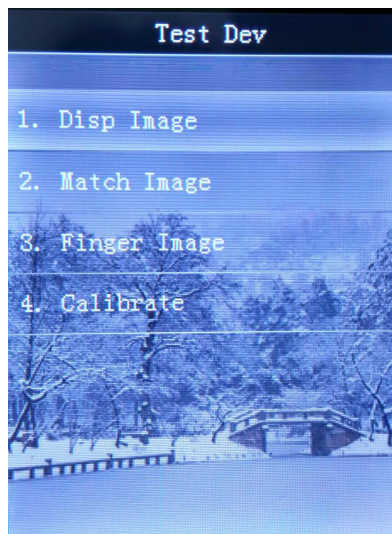 Test Dev
1. Disp Image
2. Match Image
3. Finger Image
4. Calibrate